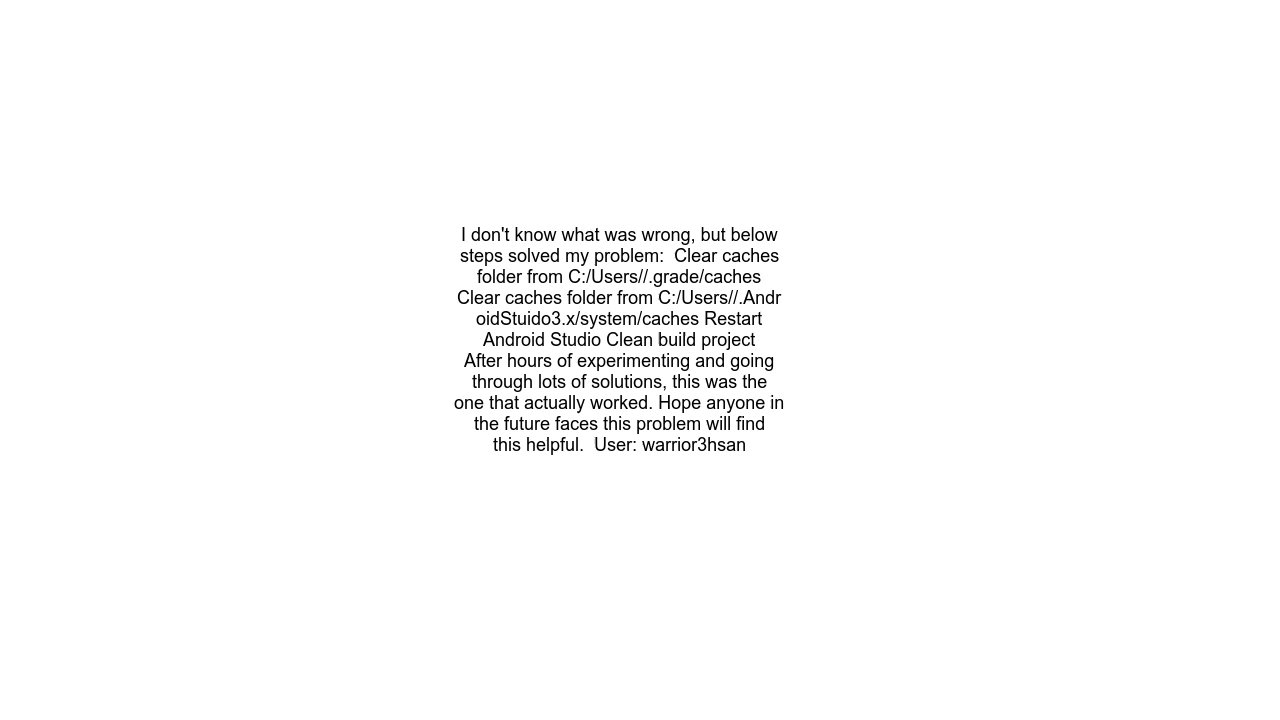 I don't know what was wrong, but below
steps solved my problem:  Clear caches
folder from C:/Users//.grade/caches
Clear caches folder from C:/Users//.Andr
oidStuido3.x/system/caches Restart
Android Studio Clean build project
After hours of experimenting and going
through lots of solutions, this was the
one that actually worked. Hope anyone in
the future faces this problem will find
this helpful.  User: warrior3hsan